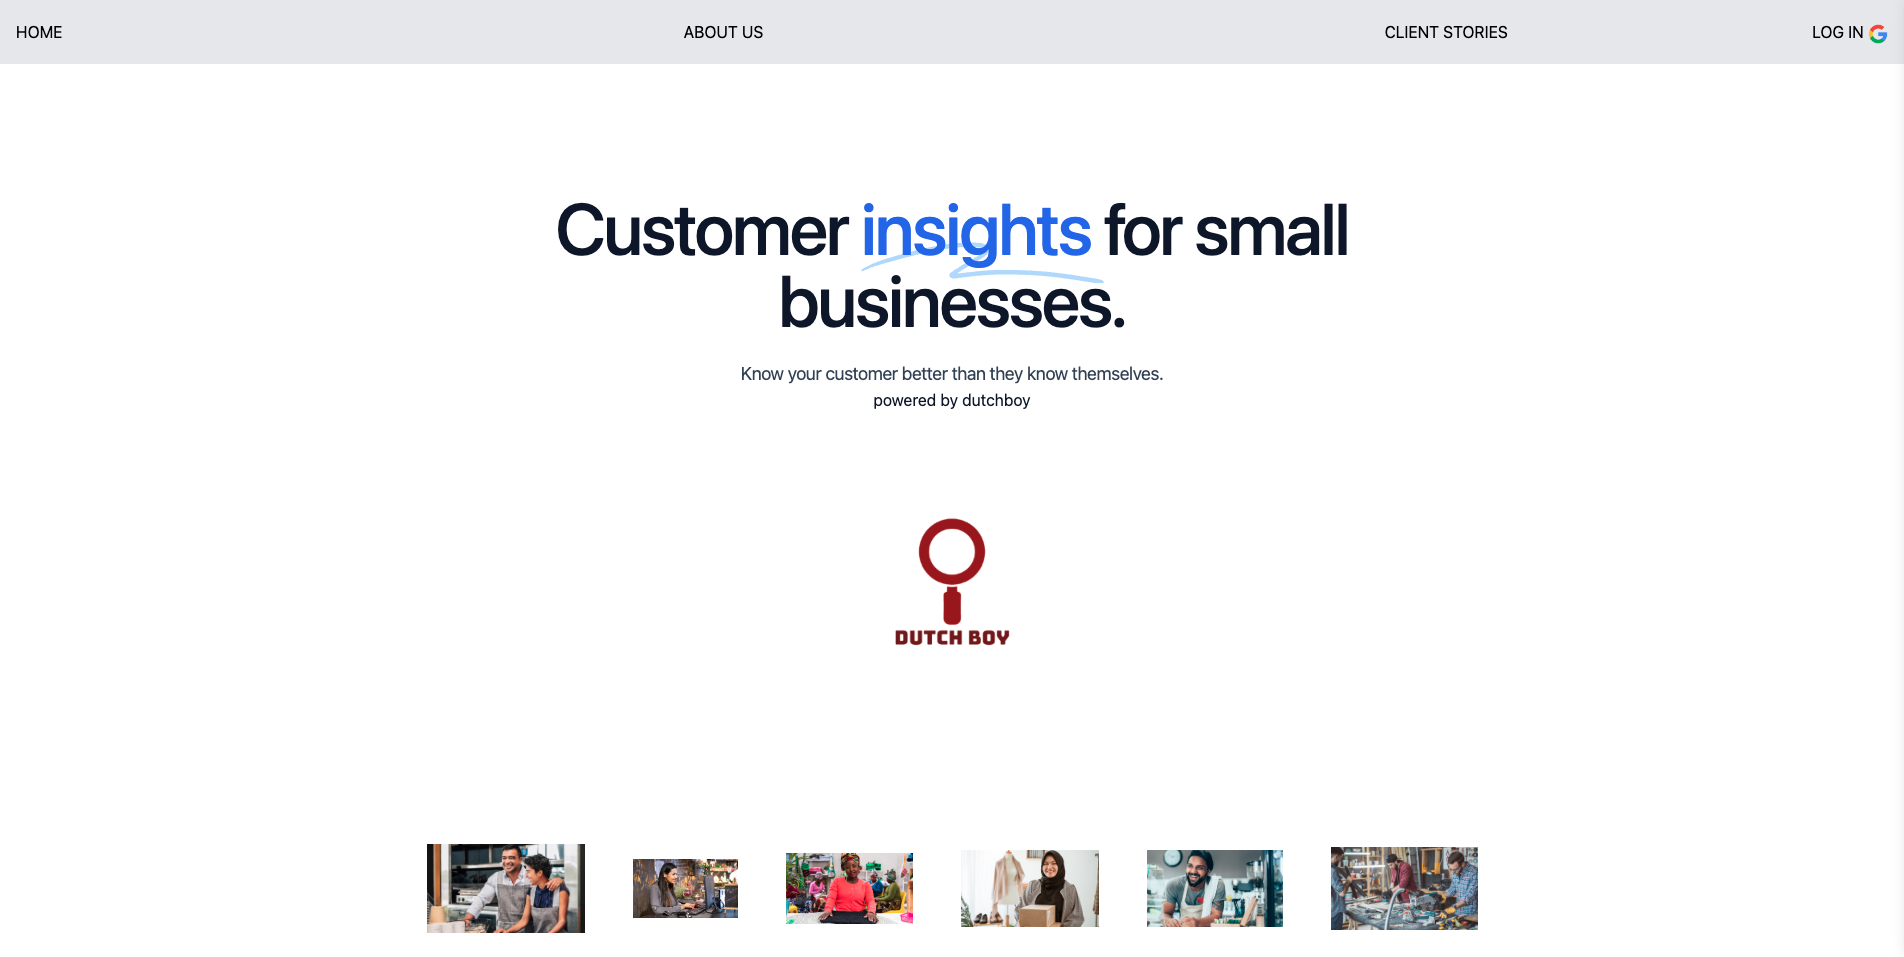 HOME
ABOUT US
CLIENT STORIES
LOG IN
Customer insights for small
businesses.
Know your customer better than they know themselves.
powered by dutchboy
DUTCH BOY